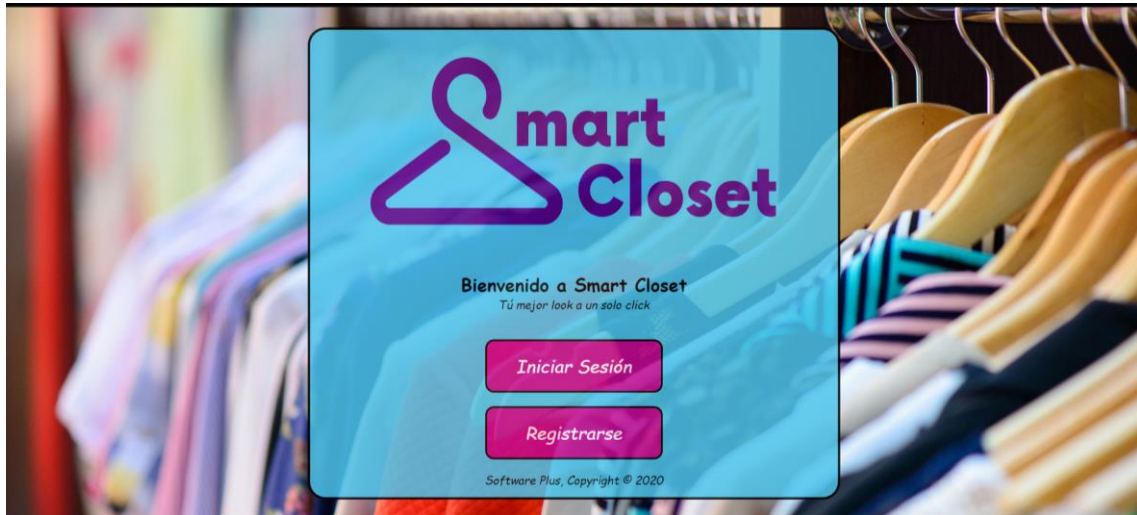 Smart
Closet
Bienvenido a Smart Closet
Tú mejor look a un solo click
Iniciar Sesión
Registrarse
Software Plus, Copyright © 2020